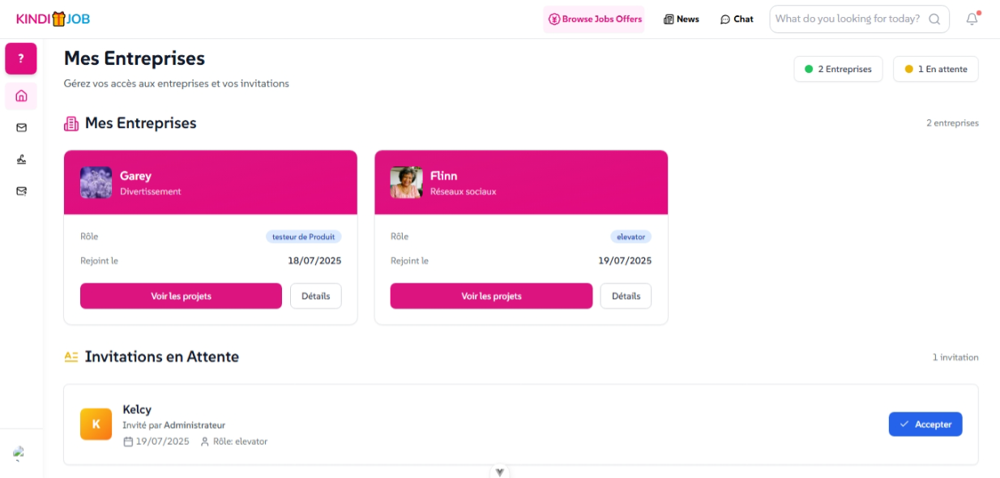 KINDI JOB
Browse Jobs Offers
News
Chat
What do you looking for today?
?
Mes Entreprises
Gérez vos accès aux entreprises et vos invitations
2 Entreprises
1 En attente
Mes Entreprises
2 entreprises
Garey
Divertissement
Rôle
testeur de Produit
Rejoint le
18/07/2025
Voir les projets
Détails
Flinn
Réseaux sociaux
Rôle
elevator
Rejoint le
19/07/2025
Voir les projets
Détails
Invitations en Attente
1 invitation
K
Kelcy
Invité par Administrateur
19/07/2025 Rôle: elevator
Accepter